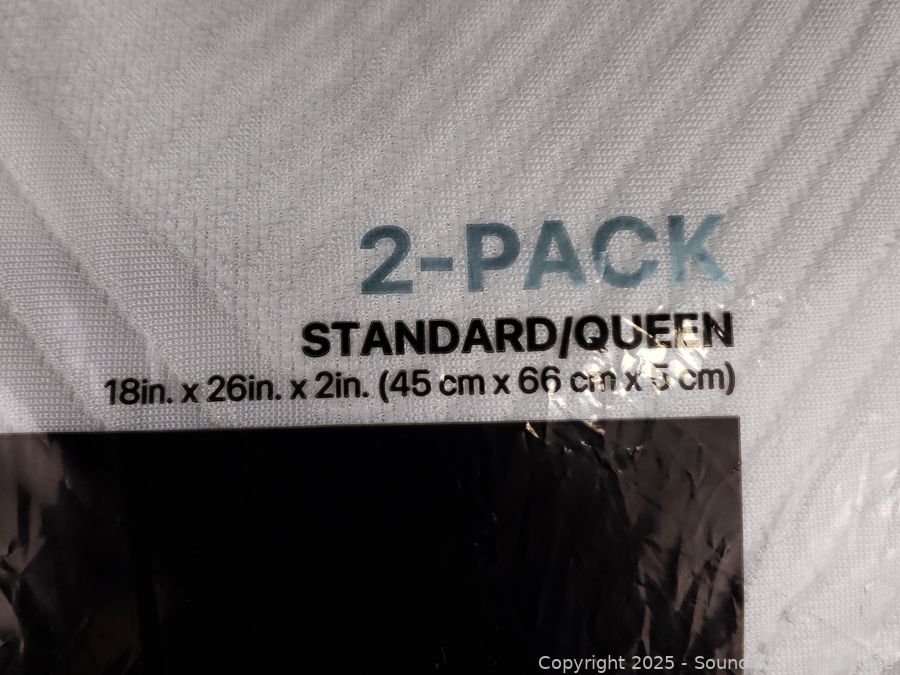 2-PACK
STANDARD/QUEEN
18in. x 26in. x 2in. (45 cm x 66 cm x 5 cm)
Copyright 2025 - Sound